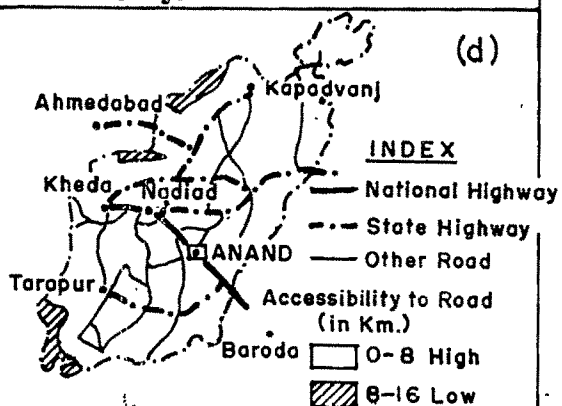 (d)
Kapadvanj
Ahmedabad
INDEX
Kheda
Nadiad
National Highway
State Highway
ANAND
Other Road
Tarapur
Accessibility to Road
(in Km.)
Baroda
0-8 High
8-16 Low